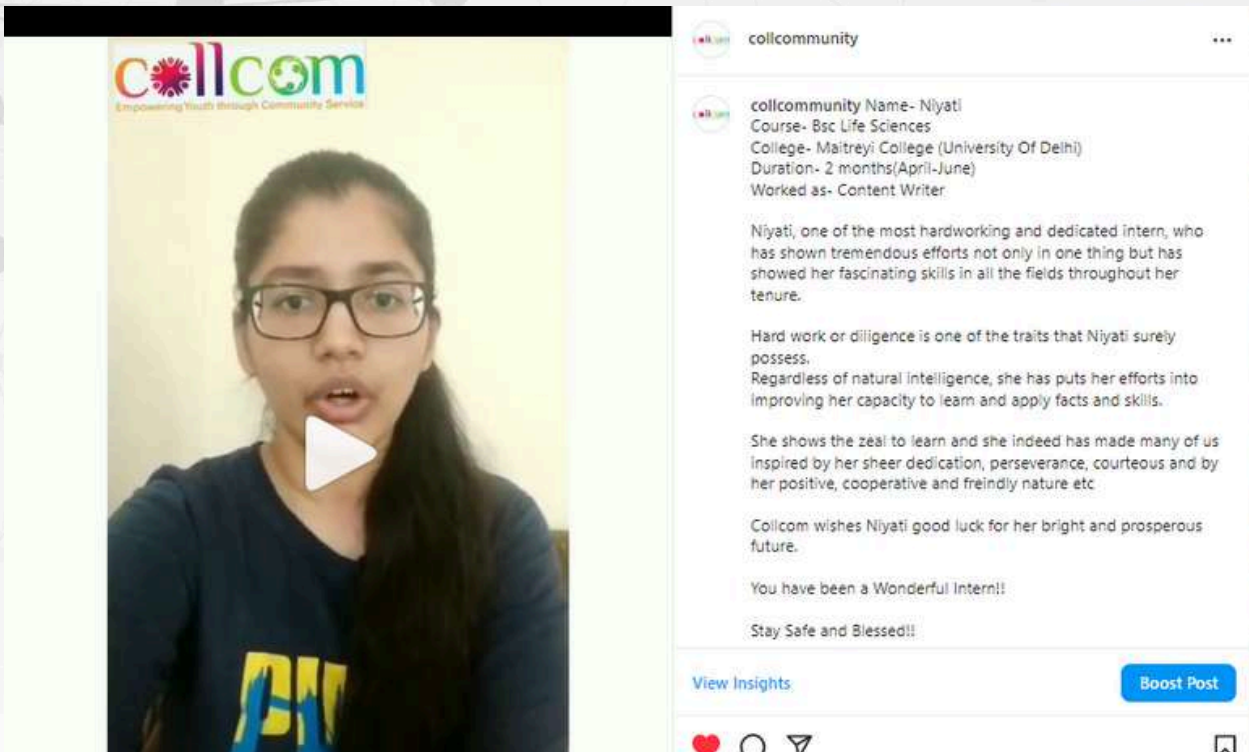 collcom
Empowering Youth through Community Service
collcom
collcommunity
collcom
collcommunity Name- Niyati
Course- Bsc Life Sciences
College- Maitreyi College (University Of Delhi)
Duration- 2 months(April-June)
Worked as- Content Writer
Niyati, one of the most hardworking and dedicated intern, who
has shown tremendous efforts not only in one thing but has
showed her fascinating skills in all the fields throughout her
tenure.
Hard work or diligence is one of the traits that Niyati surely
possess.
Regardless of natural intelligence, she has puts her efforts into
improving her capacity to learn and apply facts and skills.
She shows the zeal to learn and she indeed has made many of us
inspired by her sheer dedication, perseverance, courteous and by
her positive, cooperative and freindly nature etc
Collcom wishes Niyati good luck for her bright and prosperous
future.
You have been a Wonderful Intern!!
Stay Safe and Blessed!!
View Insights
Boost Post